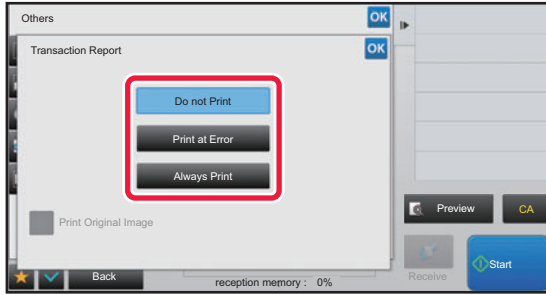 Others
OK
Transaction Report
OK
Do not Print
Print at Error
Always Print
Print Original Image
Preview
CA
Back
reception memory : 0%
Receive
Start